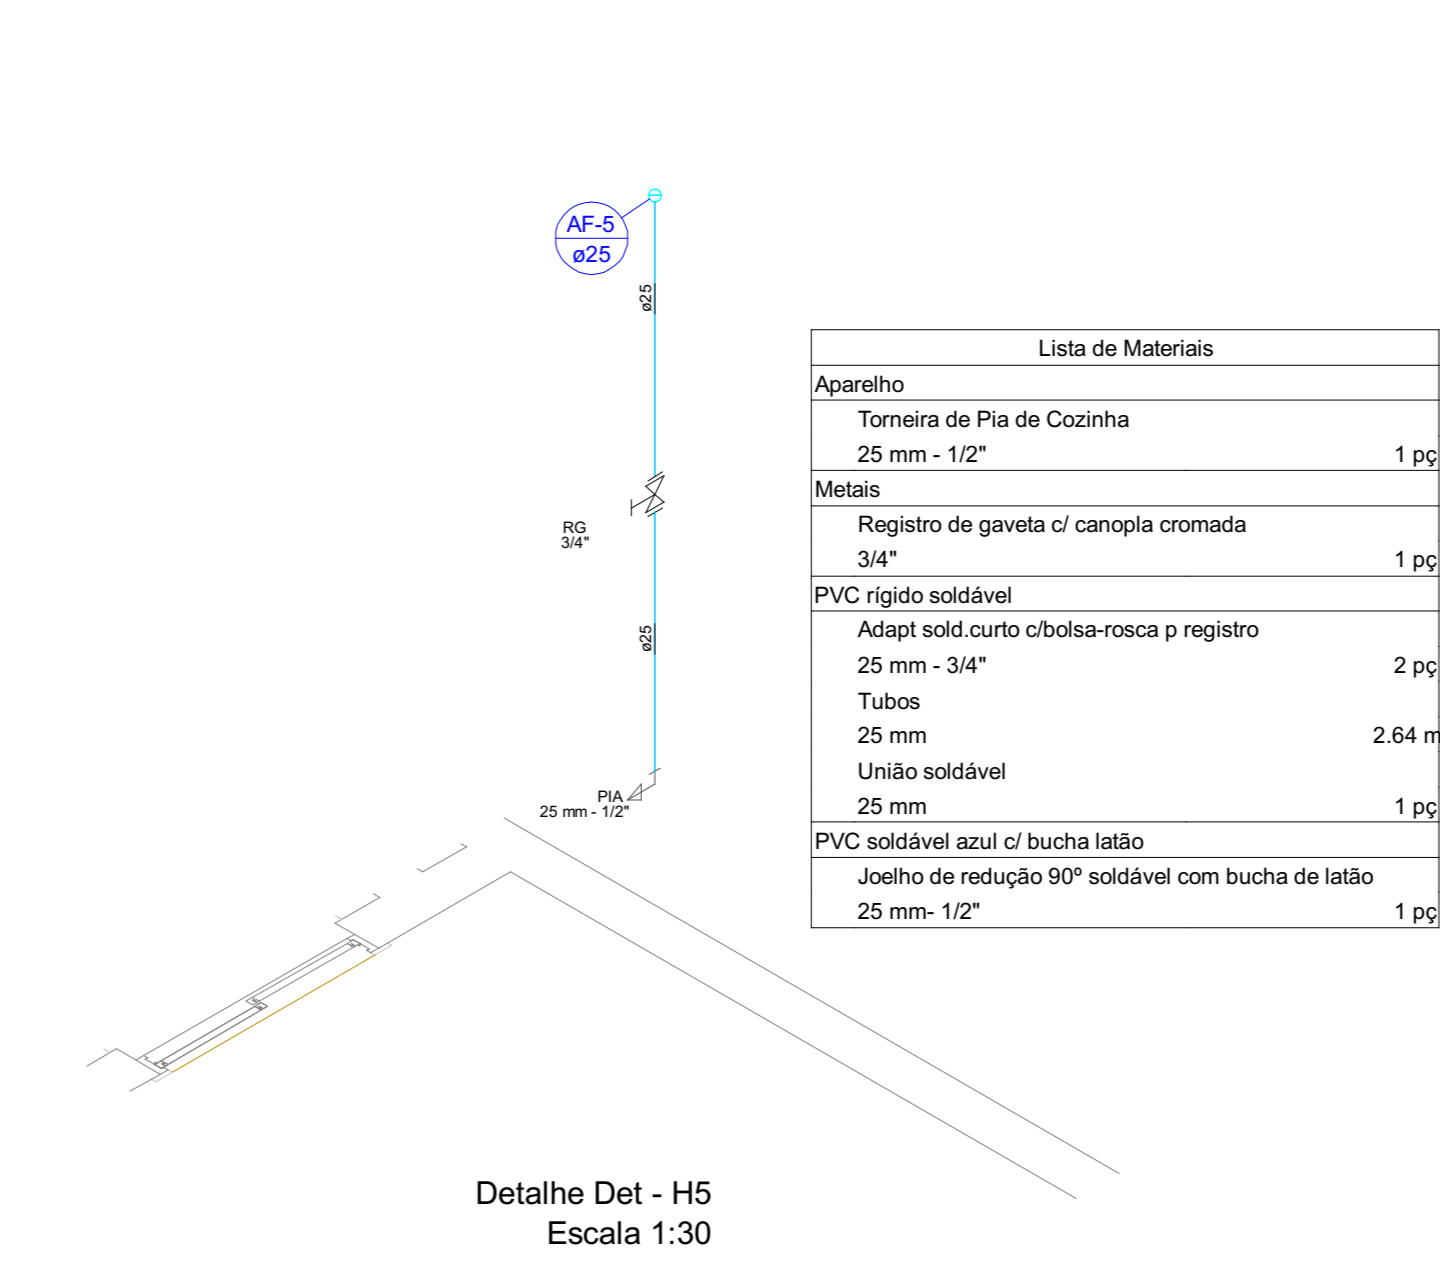 AF-5
ø25
ø25
RG
3/4"
ø25
PIA
25 mm - 1/2"
Lista de Materiais
Aparelho
Torneira de Pia de Cozinha
25 mm - 1/2" 1 pç
Metais
Registro de gaveta c/ canopla cromada
3/4" 1 pç
PVC rígido soldável
Adapt sold.curto c/bolsa-rosca p registro
25 mm - 3/4" 2 pç
Tubos
25 mm 2.64 m
União soldável
25 mm 1 pç
PVC soldável azul c/ bucha latão
Joelho de redução 90º soldável com bucha de latão
25 mm- 1/2" 1 pç
Detalhe Det - H5
Escala 1:30